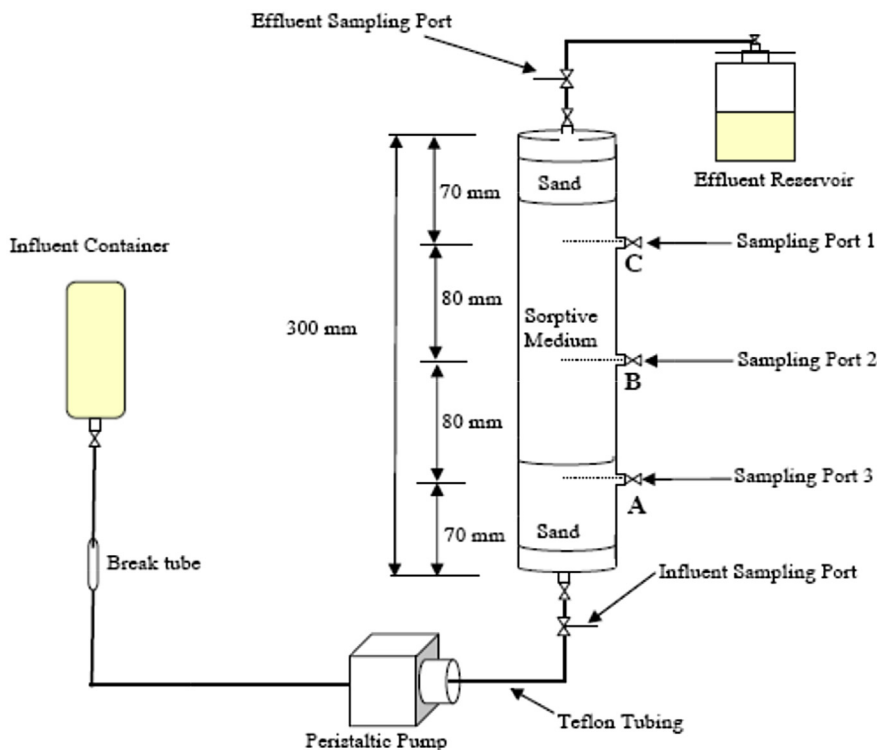 Effluent Sampling Port
Effluent Reservoir
70 mm
Sand
Influent Container
Sampling Port 1
C
80 mm
300 mm
Sorptive
Medium
Sampling Port 2
B
80 mm
Sampling Port 3
A
70 mm
Sand
Break tube
Influent Sampling Port
Teflon Tubing
Peristaltic Pump